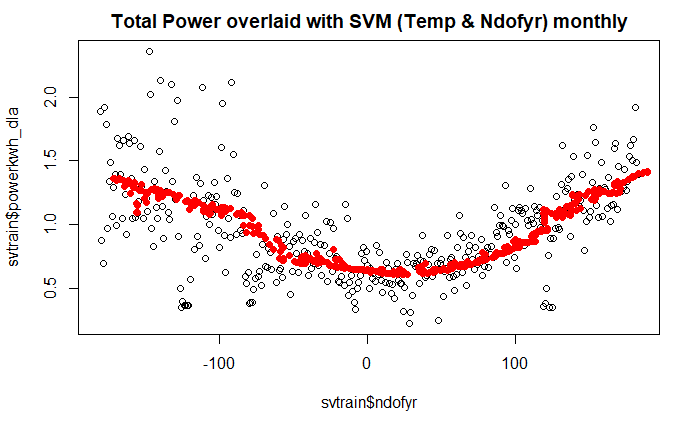 Total Power overlaid with SVM (Temp & Ndofyr) monthly
svtrain$powerkwh_dla
2.0
1.5
1.0
0.5
-100 0 100
svtrain$ndofyr